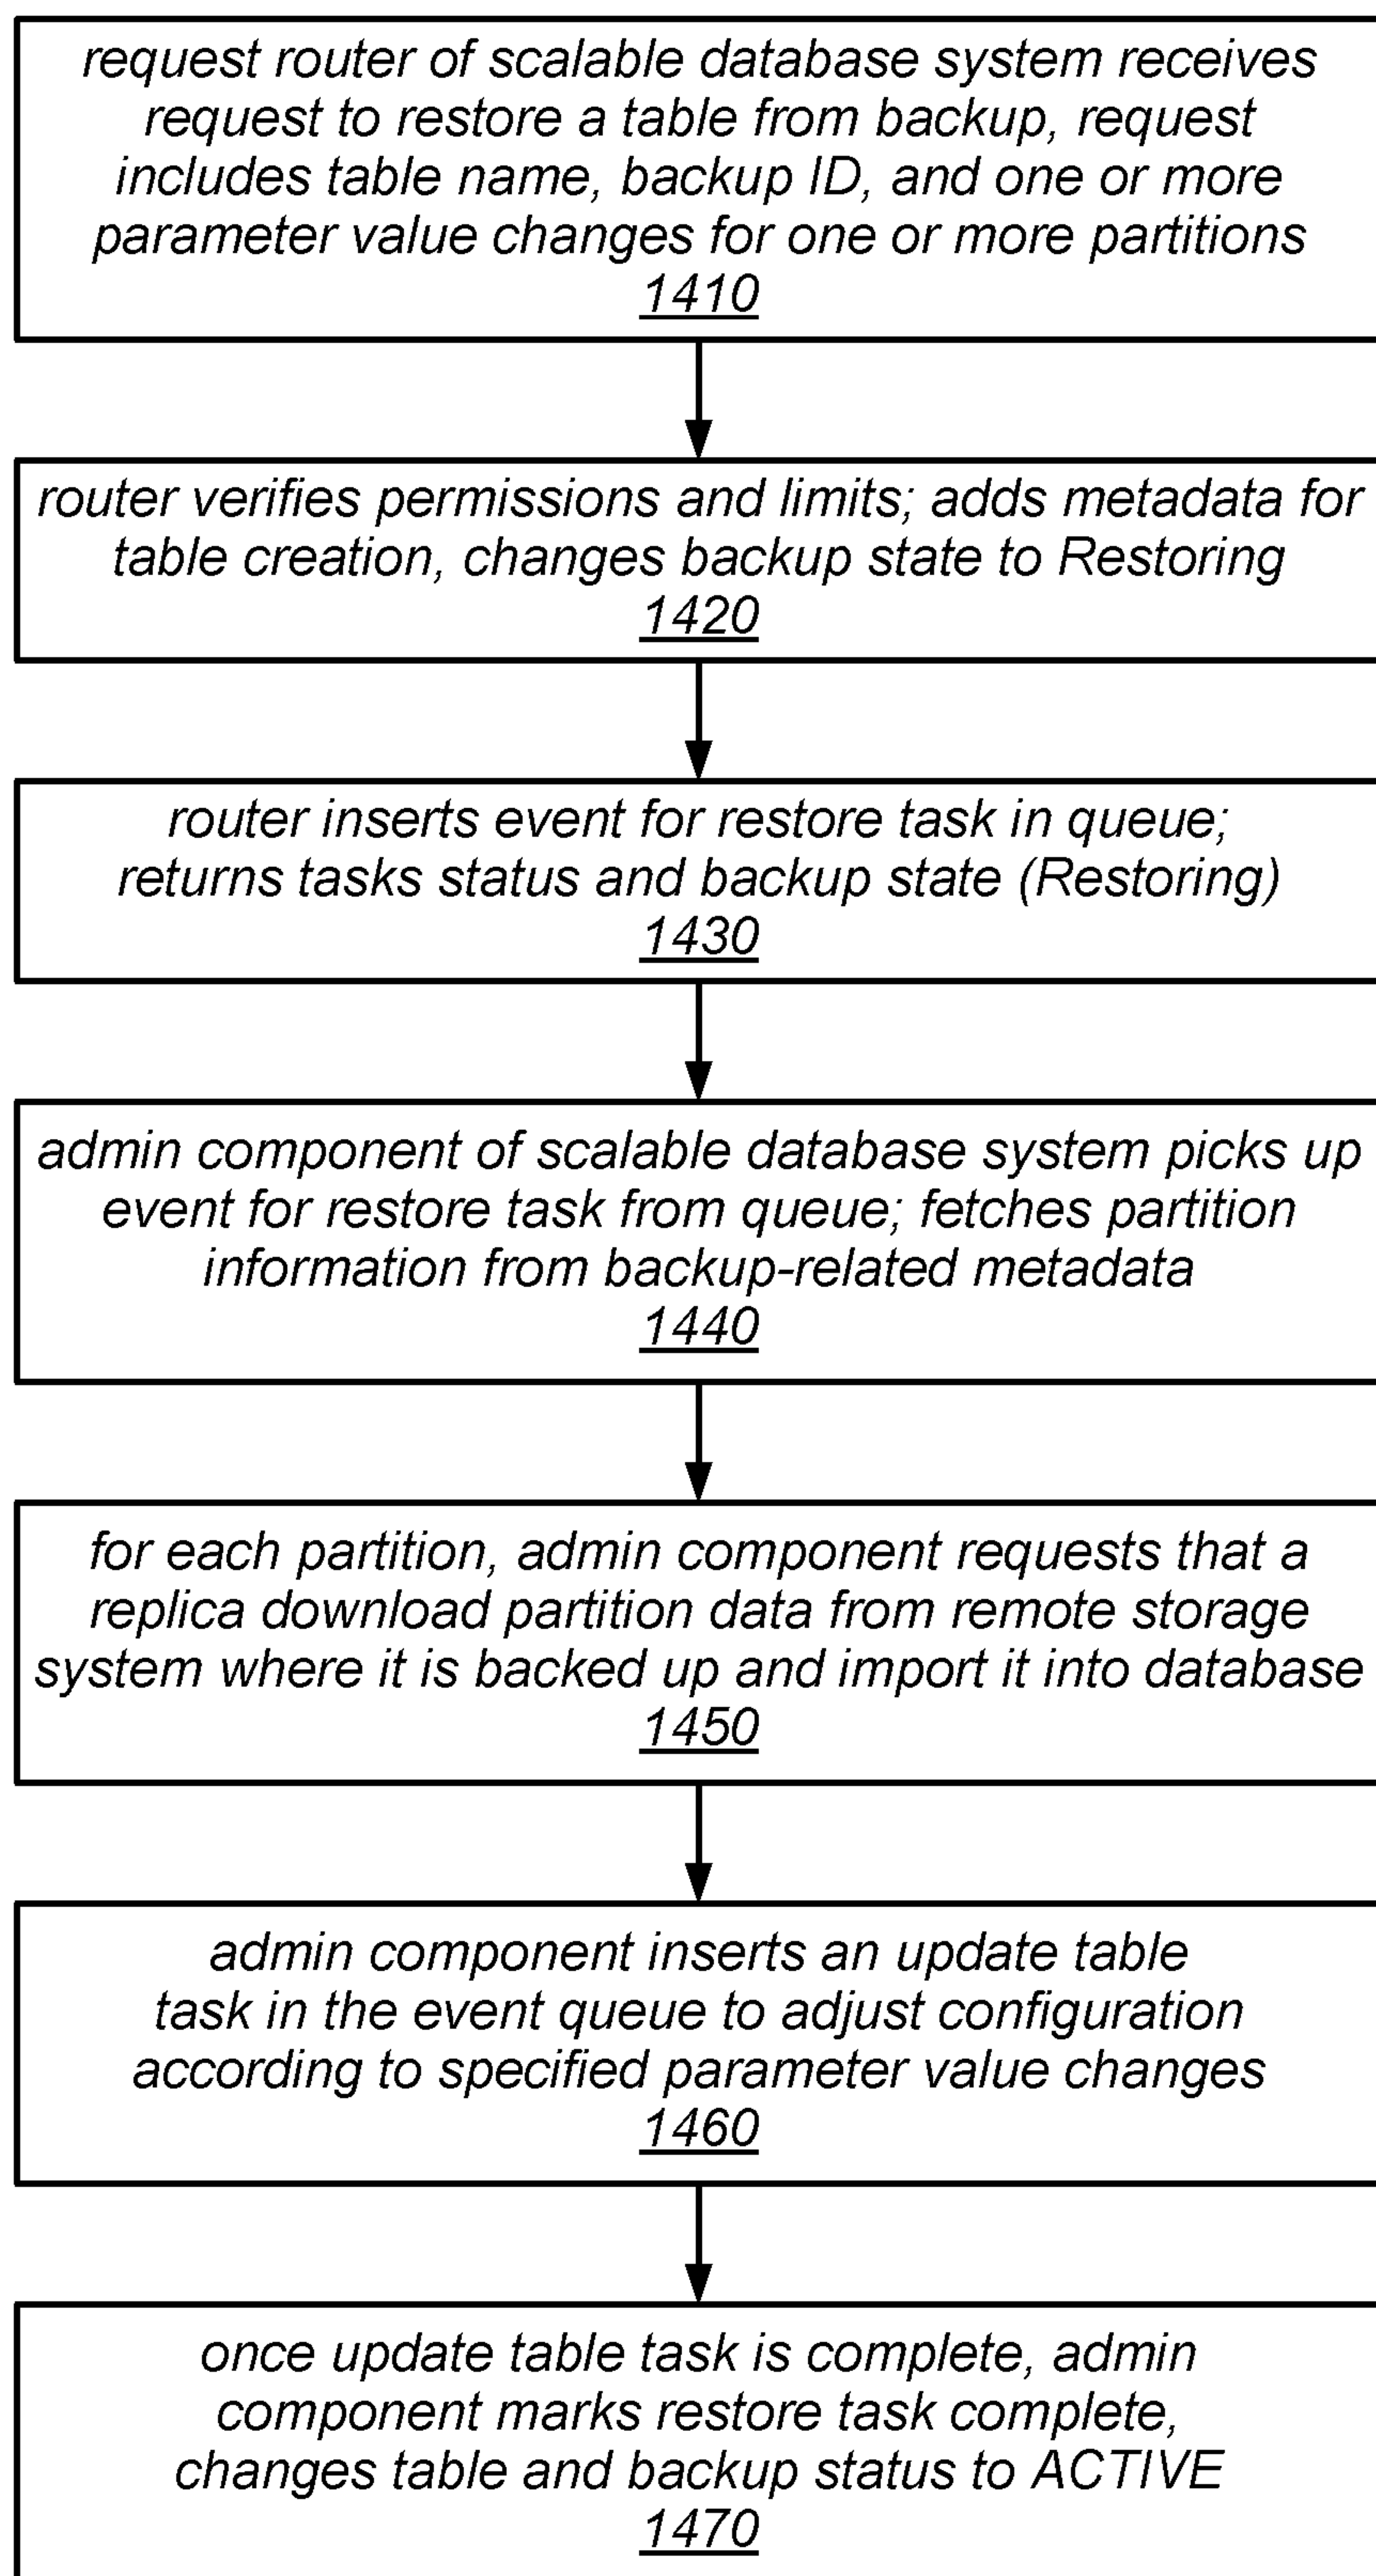 request router of scalable database system receives
request to restore a table from backup, request
includes table name, backup ID, and one or more
parameter value changes for one or more partitions
1410
router verifies permissions and limits; adds metadata for
table creation, changes backup state to Restoring
1420
router inserts event for restore task in queue;
returns tasks status and backup state (Restoring)
1430
admin component of scalable database system picks up
event for restore task from queue; fetches partition
information from backup-related metadata
1440
for each partition, admin component requests that a
replica download partition data from remote storage
system where it is backed up and import it into database
1450
admin component inserts an update table
task in the event queue to adjust configuration
according to specified parameter value changes
1460
once update table task is complete, admin
component marks restore task complete,
changes table and backup status to ACTIVE
1470